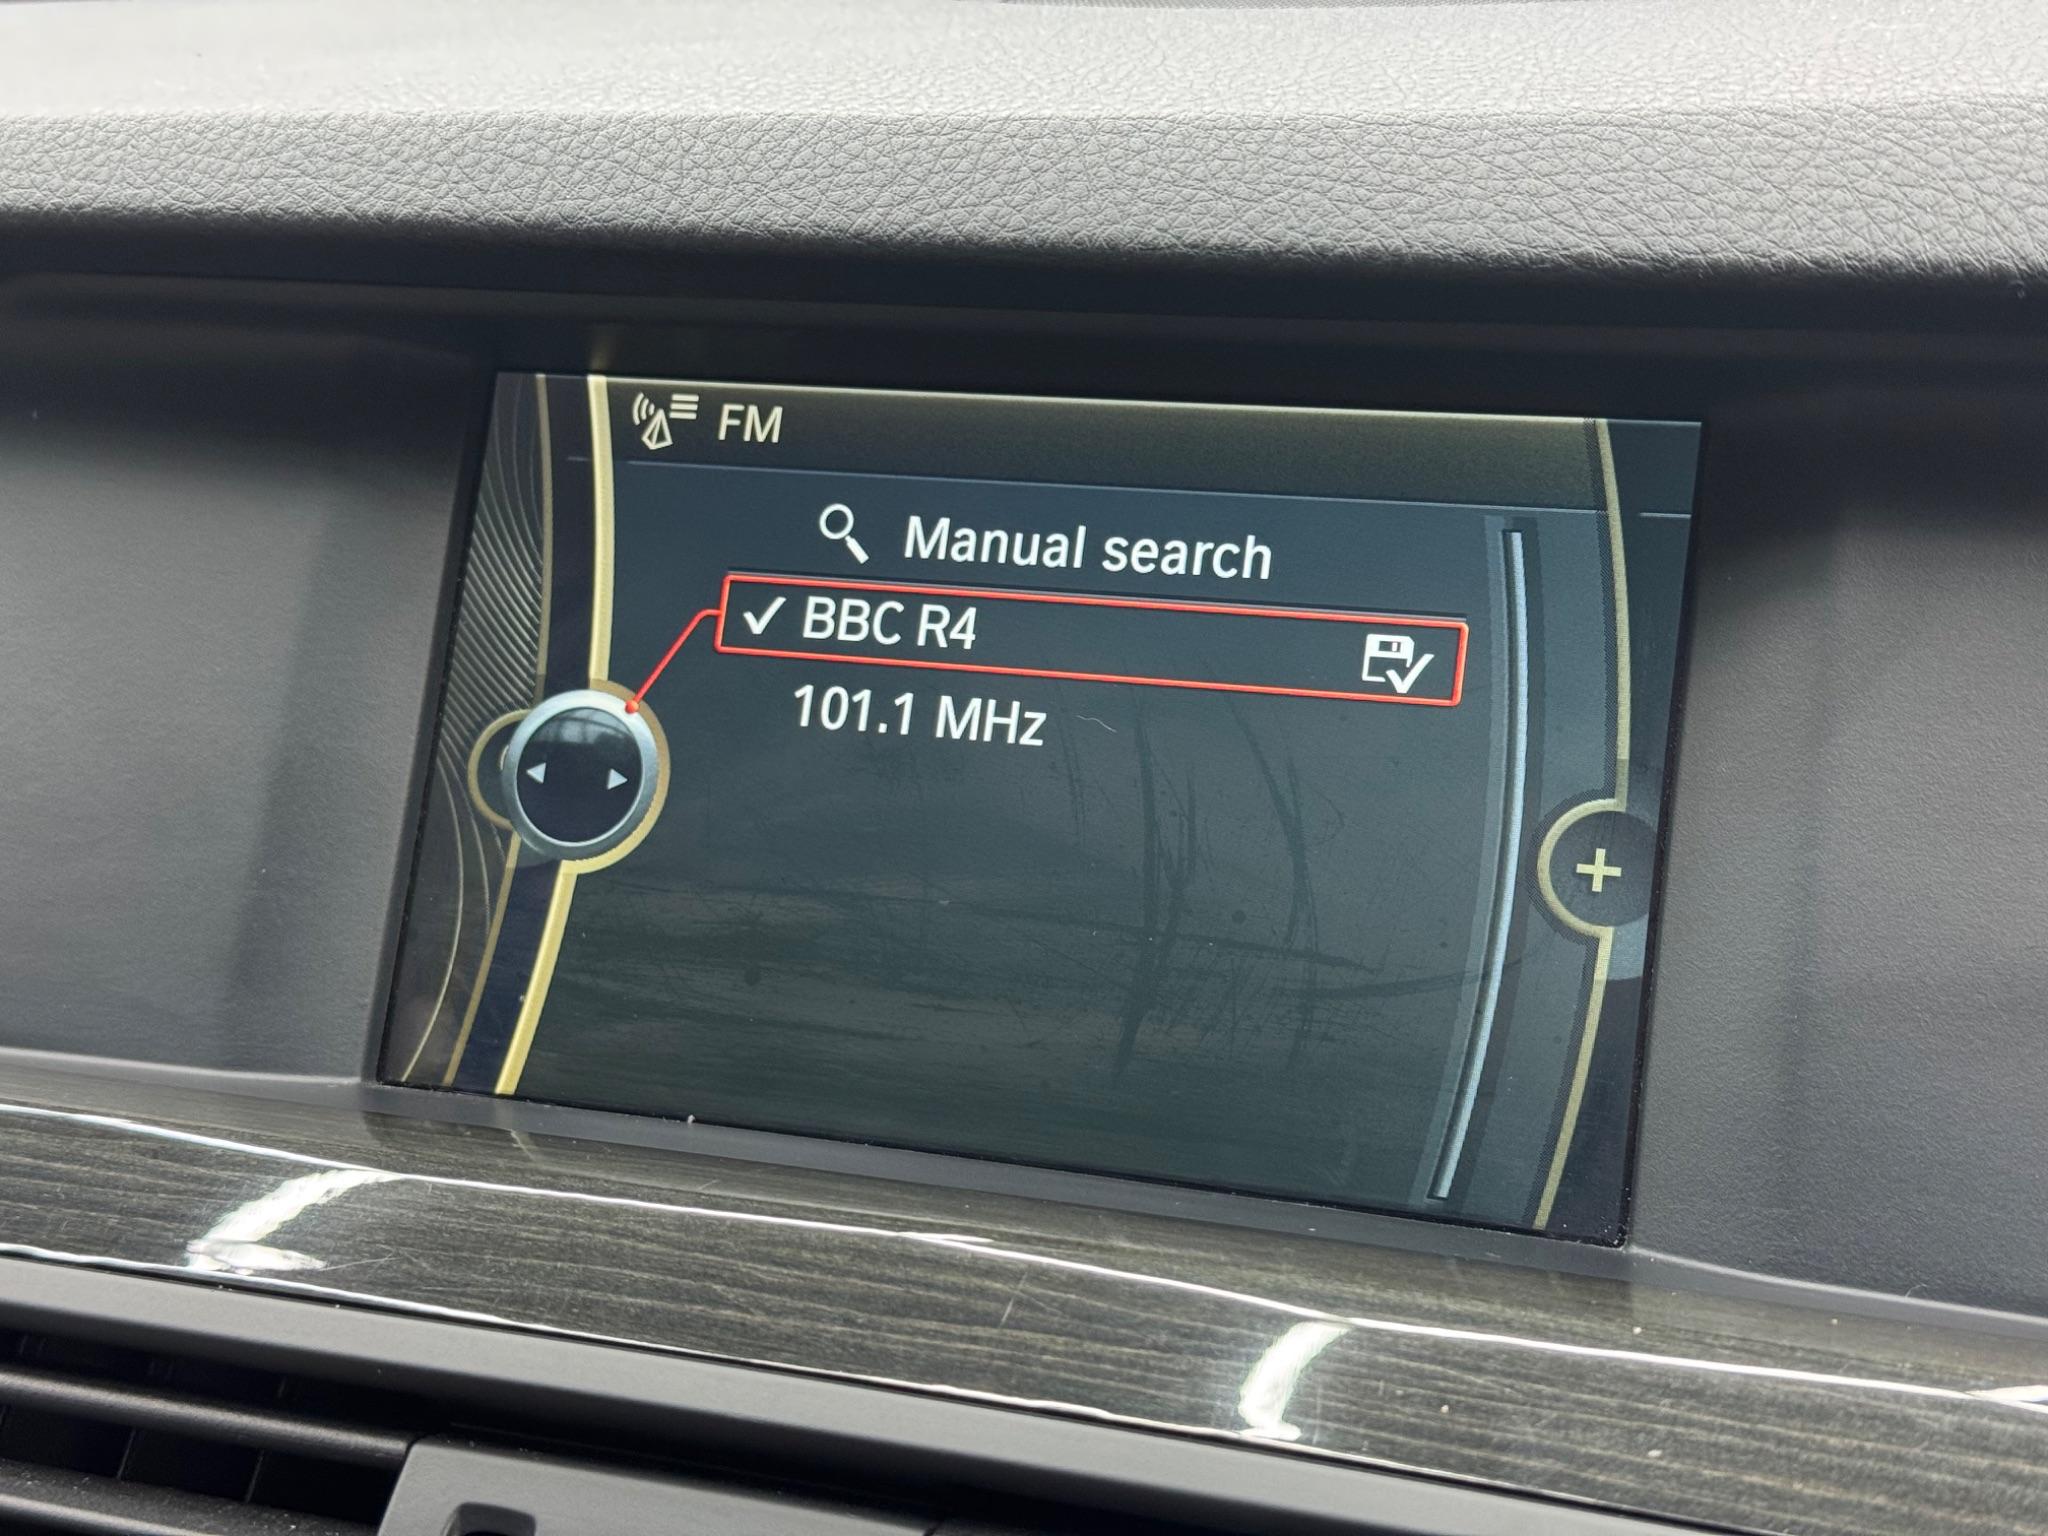 FM
Manual search
BBC R4
101.1 MHz